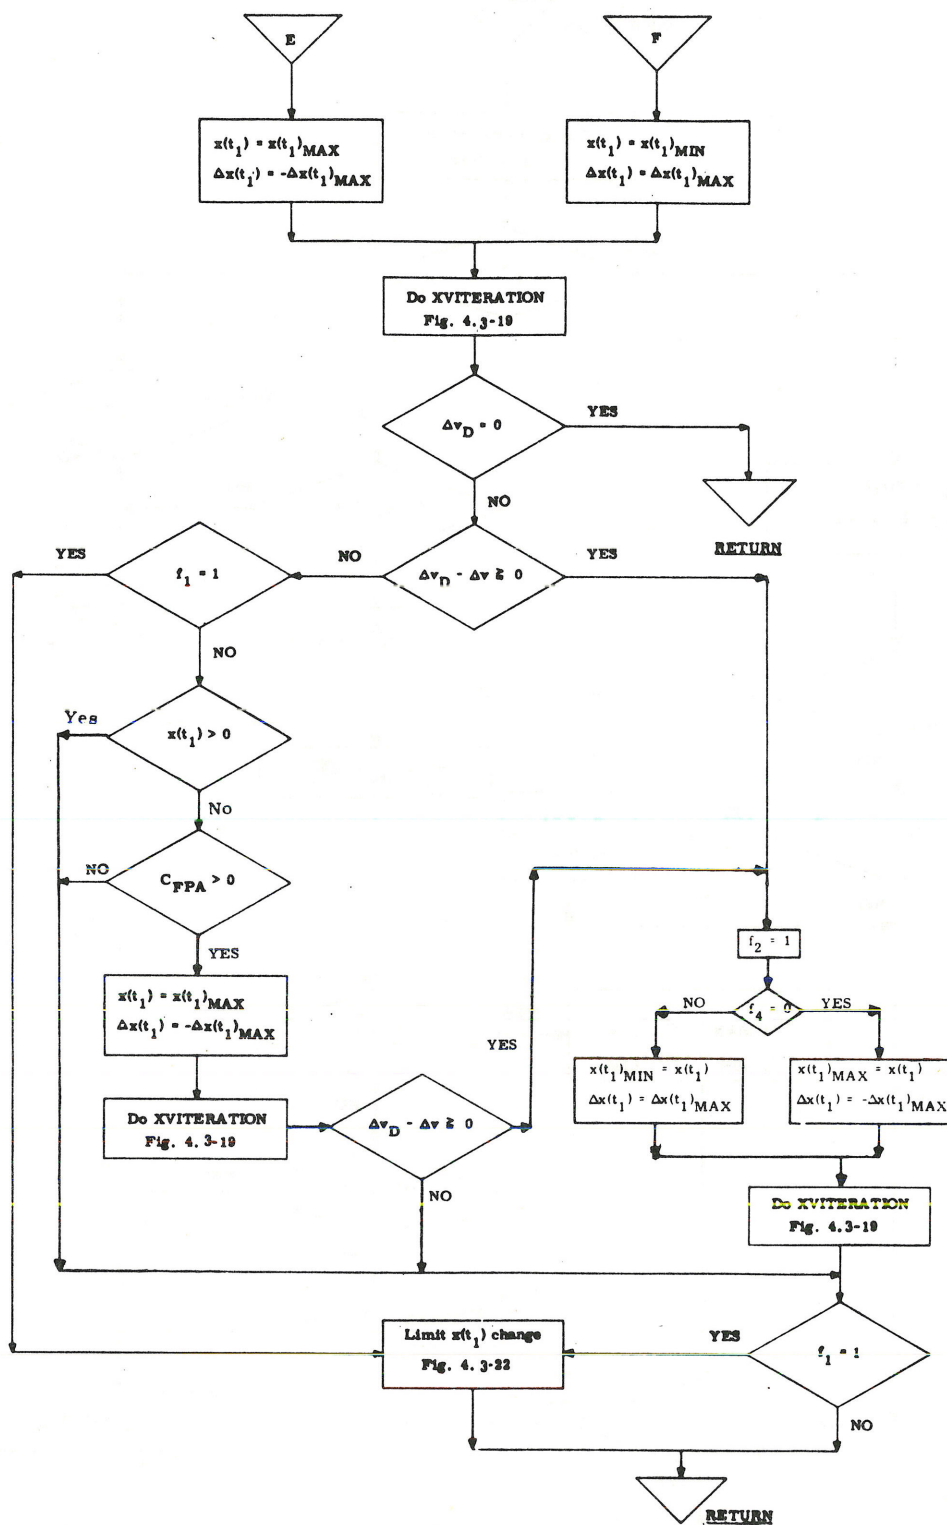 E
F
x(t₁) = x(t₁)MAX
Δx(t₁) = -Δx(t₁)MAX
x(t₁) = x(t₁)MIN
Δx(t₁) = Δx(t₁)MAX
Do XVITERATION
Fig. 4.3-19
ΔvD = 0
YES
NO
RETURN
ΔvD - Δv ≧ 0
NO
YES
f₁ = 1
YES
NO
x(t₁) > 0
Yes
No
CFPA > 0
NO
YES
x(t₁) = x(t₁)MAX
Δx(t₁) = -Δx(t₁)MAX
Do XVITERATION
Fig. 4.3-19
ΔvD - Δv ≧ 0
YES
NO
f₂ = 1
f₄ = 0
NO
YES
x(t₁)MIN = x(t₁)
Δx(t₁) = Δx(t₁)MAX
x(t₁)MAX = x(t₁)
Δx(t₁) = -Δx(t₁)MAX
Do XVITERATION
Fig. 4.3-19
f₁ = 1
YES
NO
Limit x(t₁) change
Fig. 4.3-22
RETURN